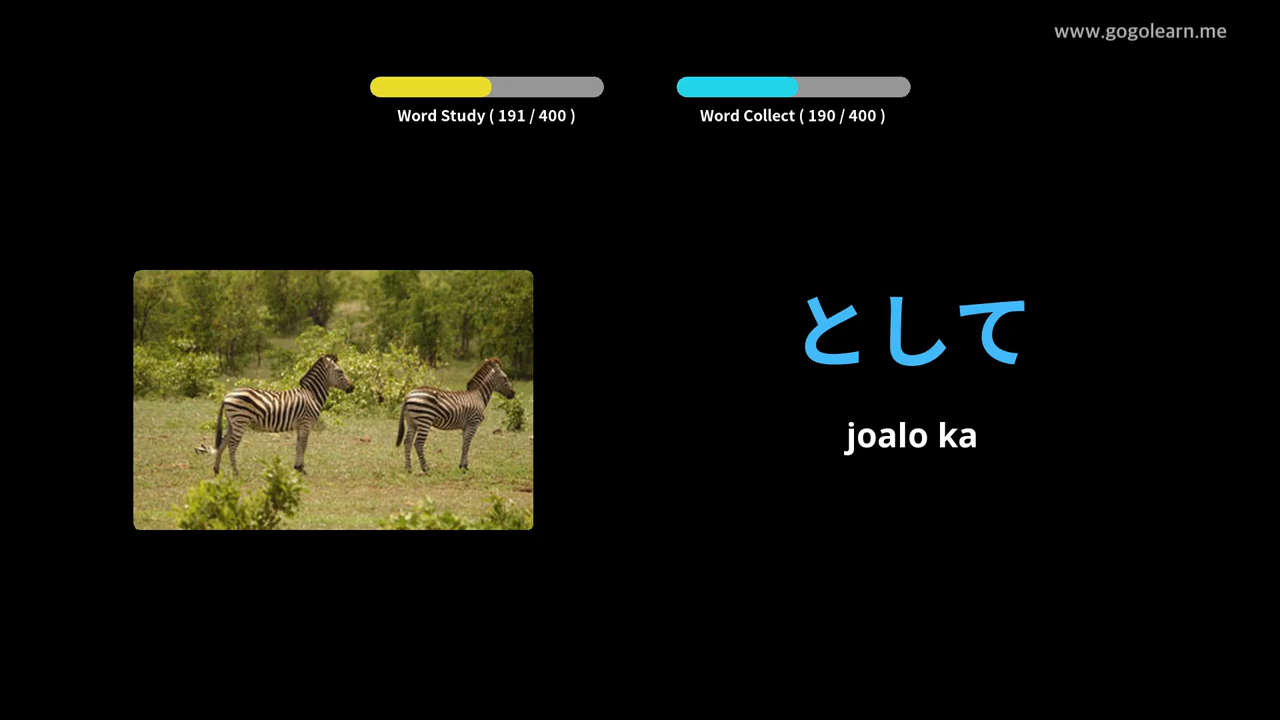 www.gogolearn.me
Word Study ( 191 / 400 )
Word Collect ( 190 / 400 )
として
joalo ka